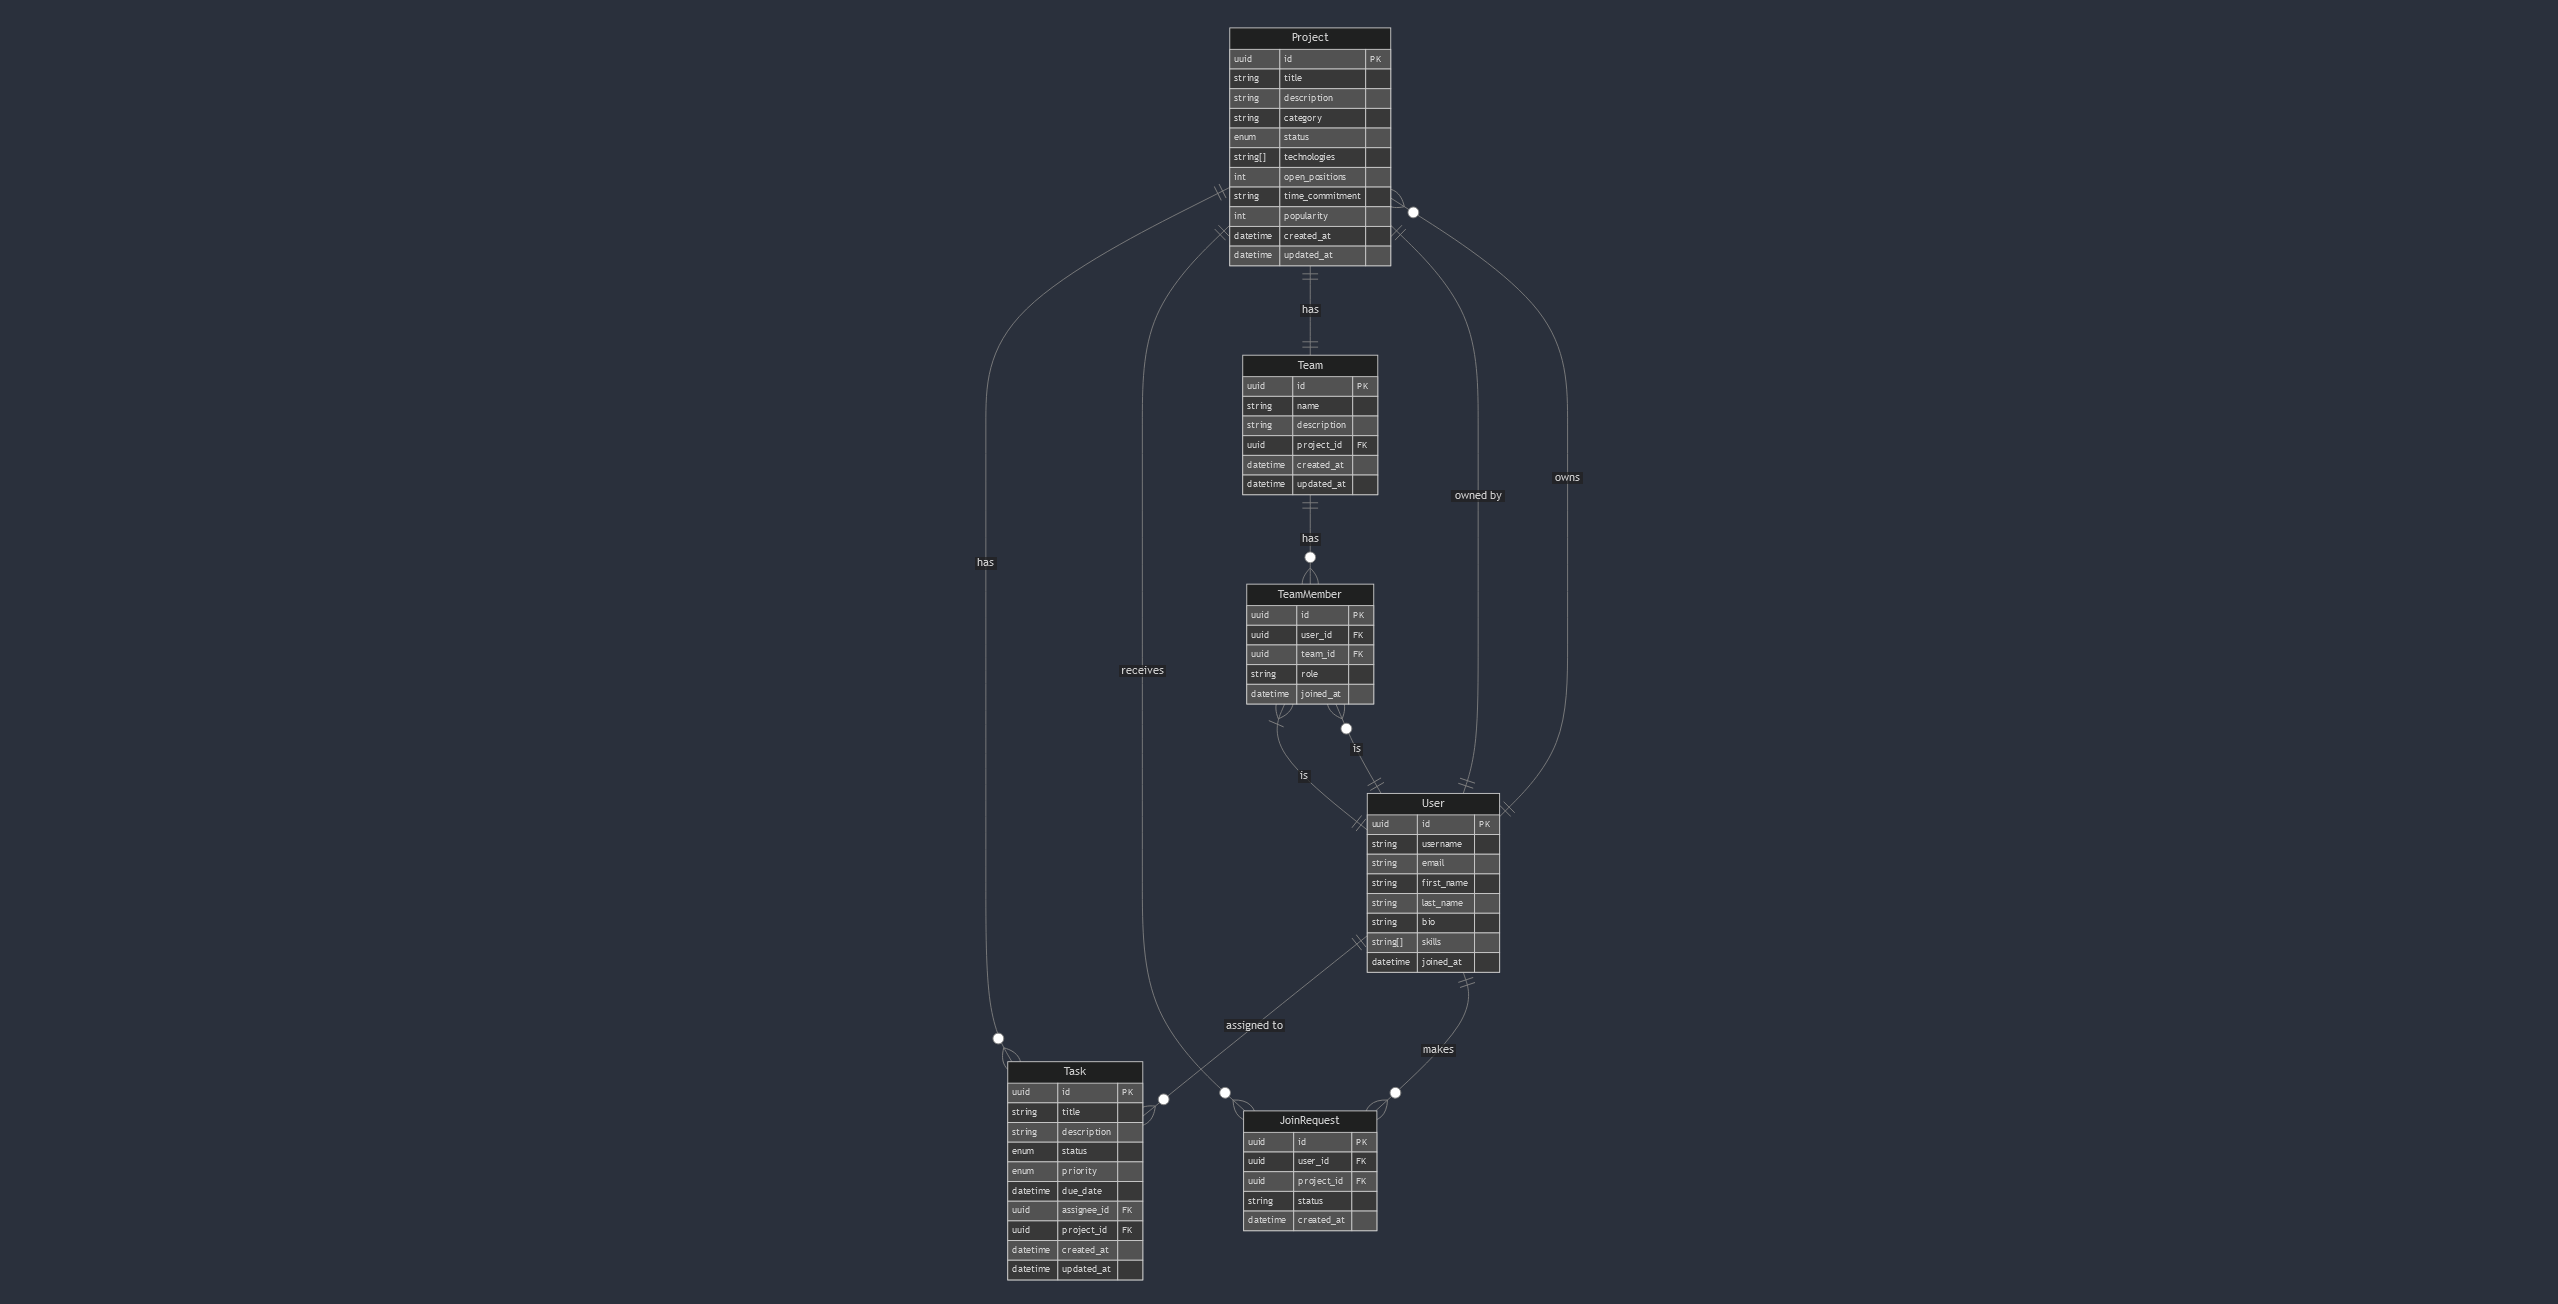 Project
uuid id PK
string title
string description
string category
enum status
string[] technologies
int open_positions
string time_commitment
int popularity
datetime created_at
datetime updated_at
has
Team
uuid id PK
string name
string description
uuid project_id FK
datetime created_at
datetime updated_at
owns
owned by
has
has
TeamMember
uuid id PK
uuid user_id FK
uuid team_id FK
string role
datetime joined_at
receives
is
is
User
uuid id PK
string username
string email
string first_name
string last_name
string bio
string[] skills
datetime joined_at
assigned to
makes
Task
uuid id PK
string title
string description
enum status
enum priority
datetime due_date
uuid assignee_id FK
uuid project_id FK
datetime created_at
datetime updated_at
JoinRequest
uuid id PK
uuid user_id FK
uuid project_id FK
string status
datetime created_at